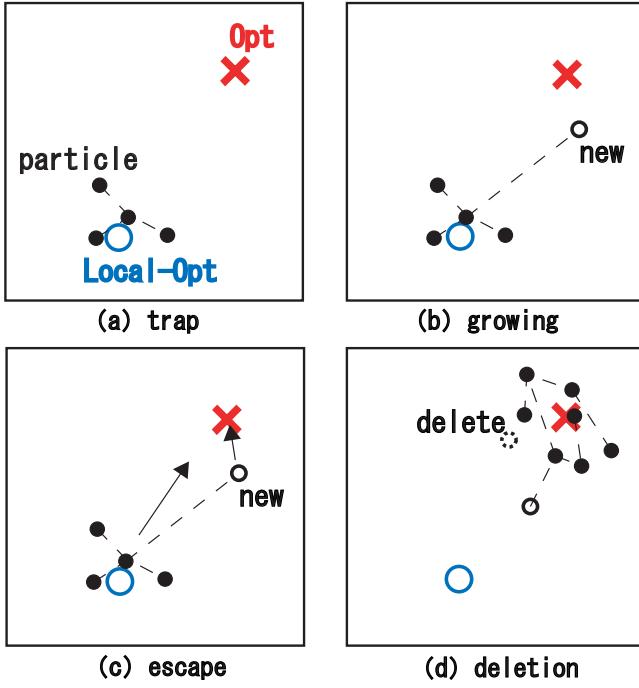 Opt
particle
Local-Opt
(a) trap
new
(b) growing
new
(c) escape
delete
(d) deletion